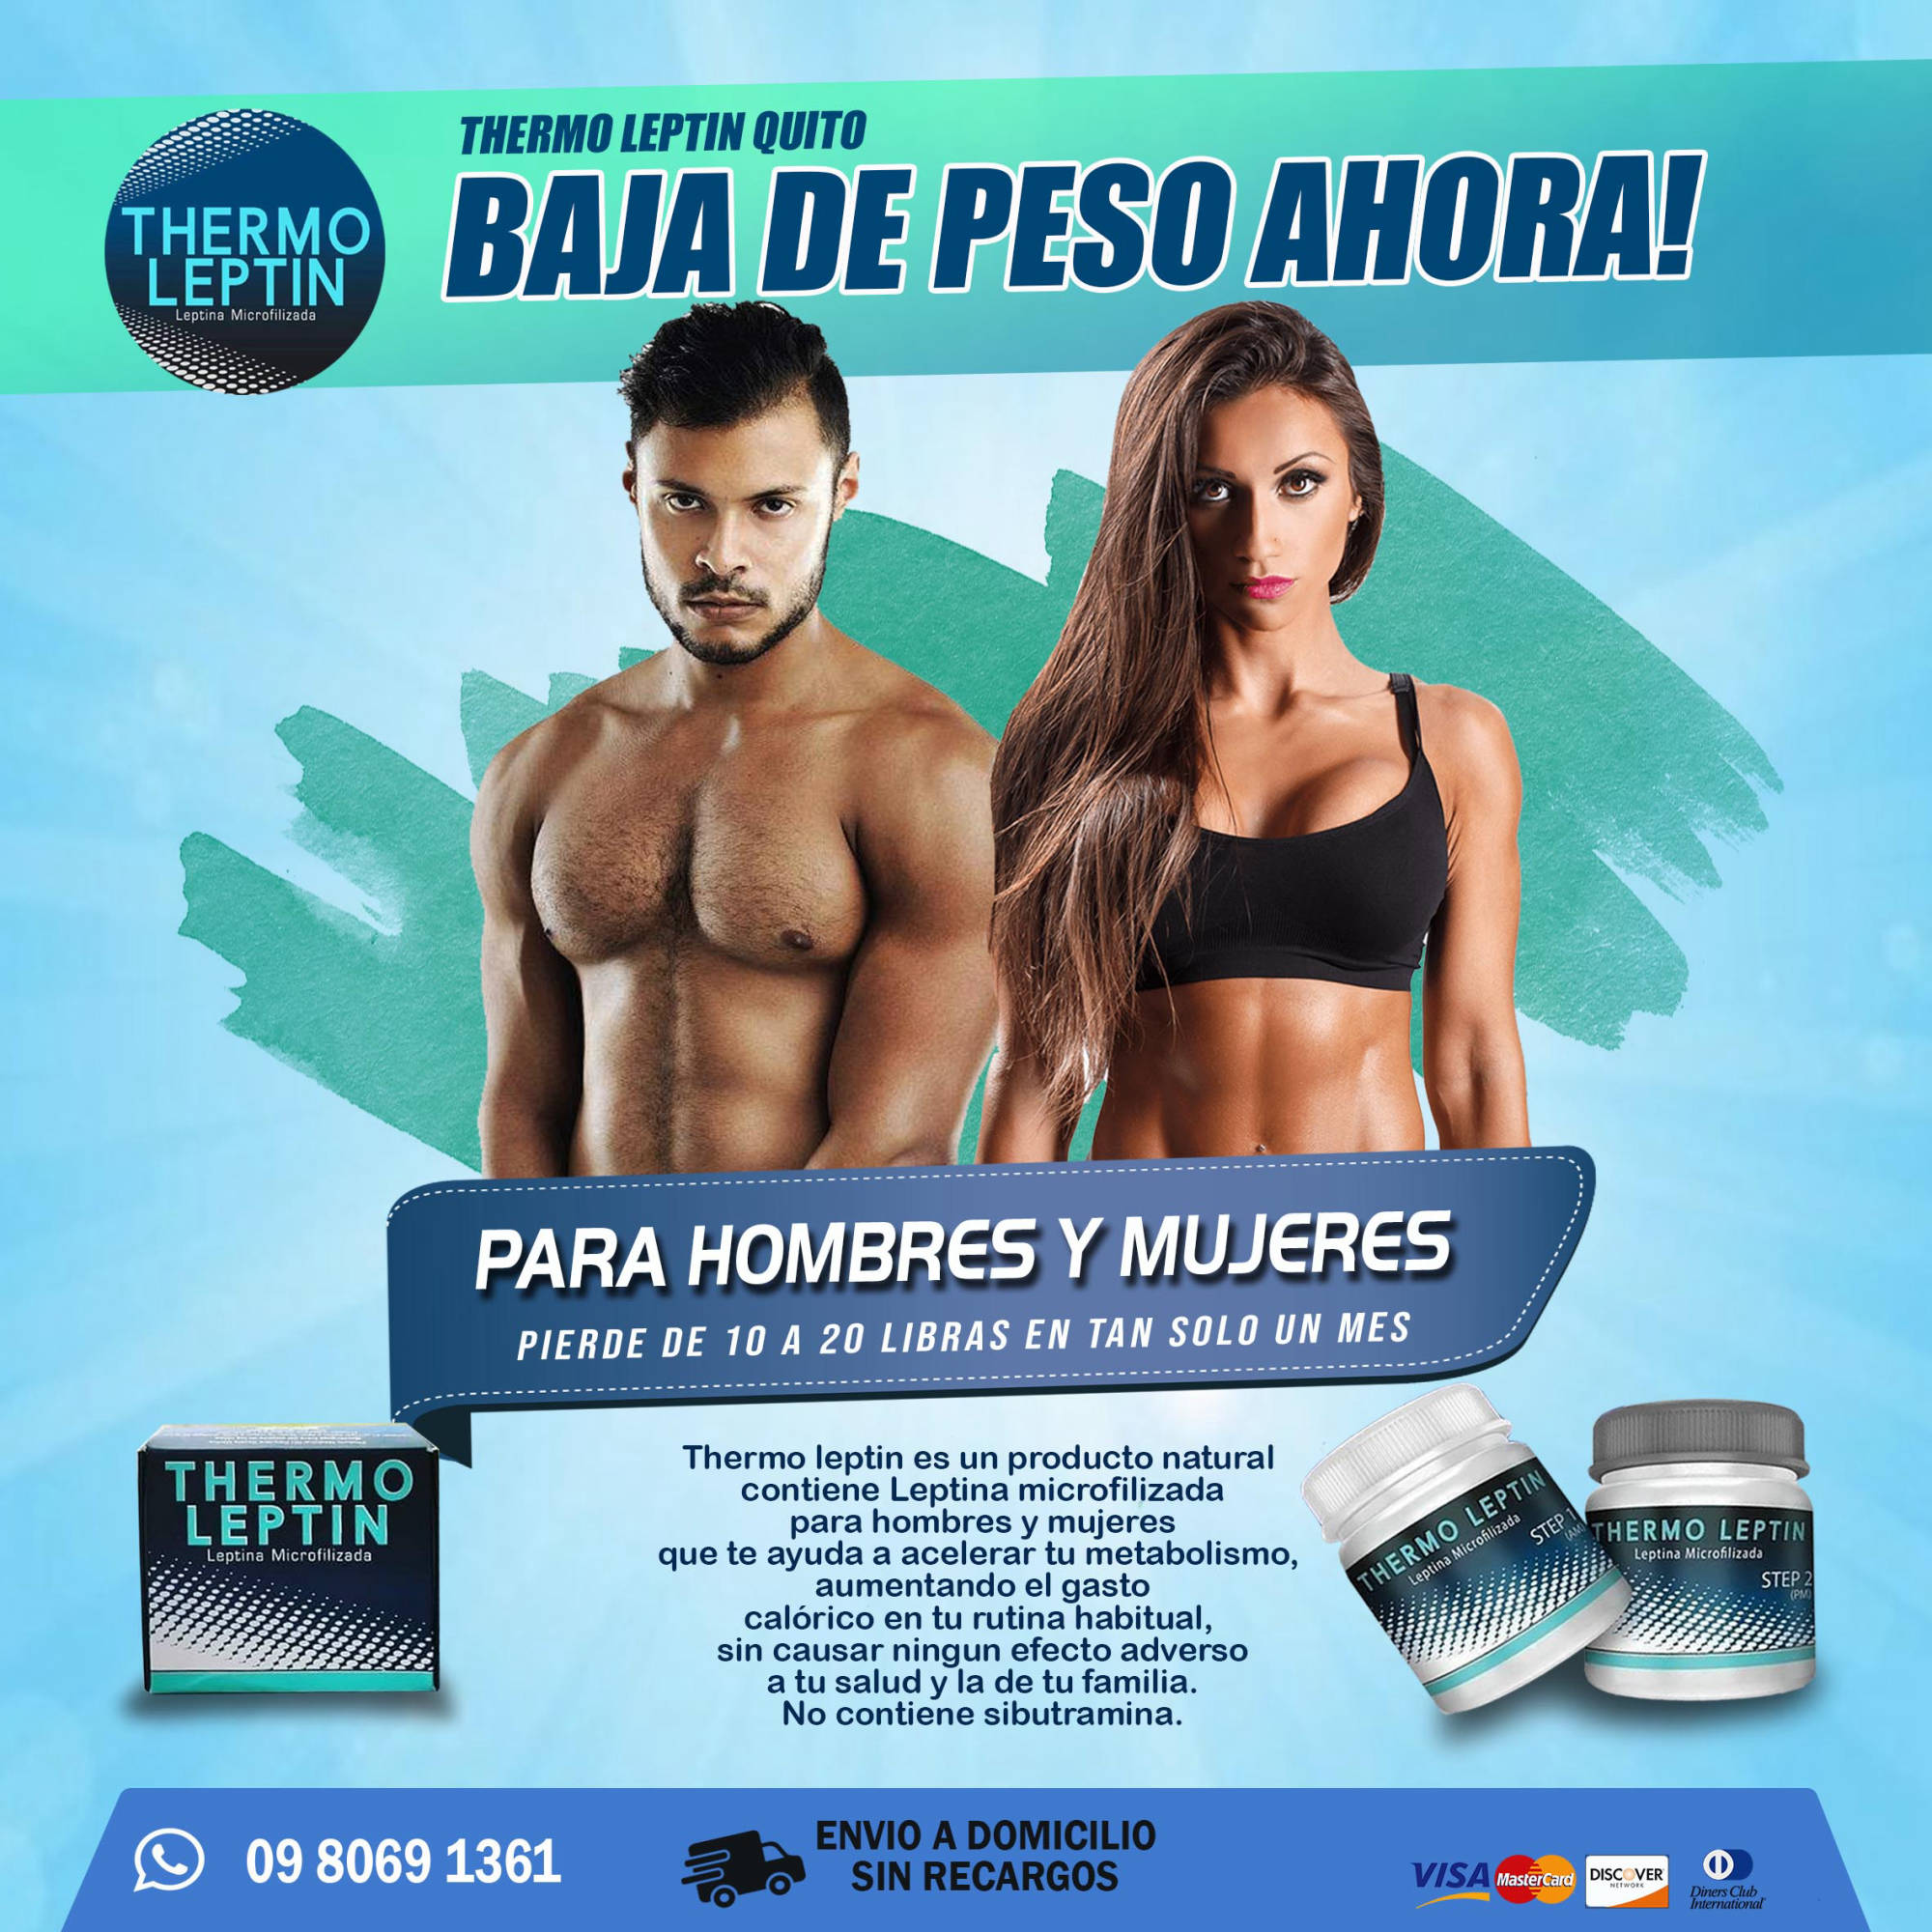 THERMO LEPTIN QUITO
BAJA DE PESO AHORA!
THERMO
LEPTIN
Leptina Microfilizada
PARA HOMBRES Y MUJERES
PIERDE DE 10 A 20 LIBRAS EN TAN SOLO UN MES
THERMO
LEPTIN
Leptina Microfilizada
Thermo leptin es un producto natural
contiene Leptina microfilizada
para hombres y mujeres
que te ayuda a acelerar tu metabolismo,
aumentando el gasto
calórico en tu rutina habitual,
sin causar ningun efecto adverso
a tu salud y la de tu familia.
No contiene sibutramina.
THERMO LEPTIN
Leptina Microfilizada
STEP 1
(AM)
THERMO LEPTIN
Leptina Microfilizada
STEP 2
(PM)
09 8069 1361
ENVIO A DOMICILIO
SIN RECARGOS
VISA
MasterCard
DISCOVER
NETWORK
Diners Club
International